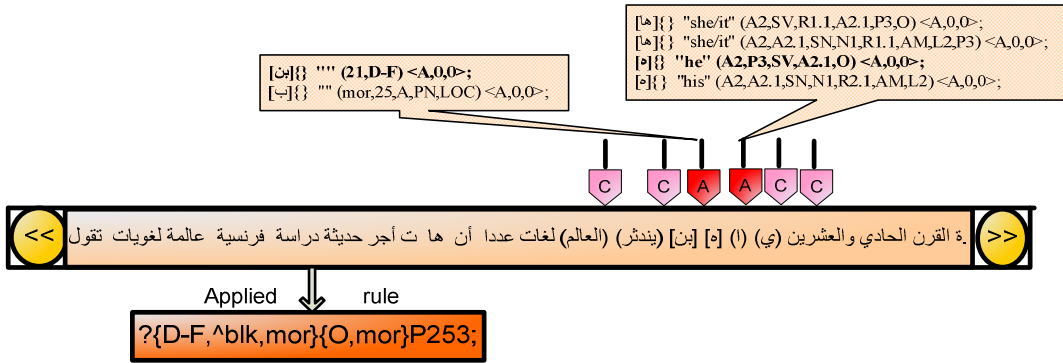 [ها]{} "she/it" (A2,SV,R1.1,A2.1,P3,O) <A,0,0>;
[ها]{} "she/it" (A2,A2.1,SN,N1,R1.1,AM,L2,P3) <A,0,0>;
[ه]{} "he" (A2,P3,SV,A2.1,O) <A,0,0>;
[ه]{} "his" (A2,A2.1,SN,N1,R2.1,AM,L2) <A,0,0>;
[بن]{} "" (21,D-F) <A,0,0>;
[ب]{} "" (mor,25,A,PN,LOC) <A,0,0>;
C C A A C C
<< .ة القرن الحادي والعشرين (ي) (ا) [ه] [بن] (يندثر) (العالم) لغات عددا أن ها ت أجر حديثة دراسة فرنسية عالمة لغويات تقول >>
Applied rule
?{D-F,^blk,mor}{O,mor}P253;